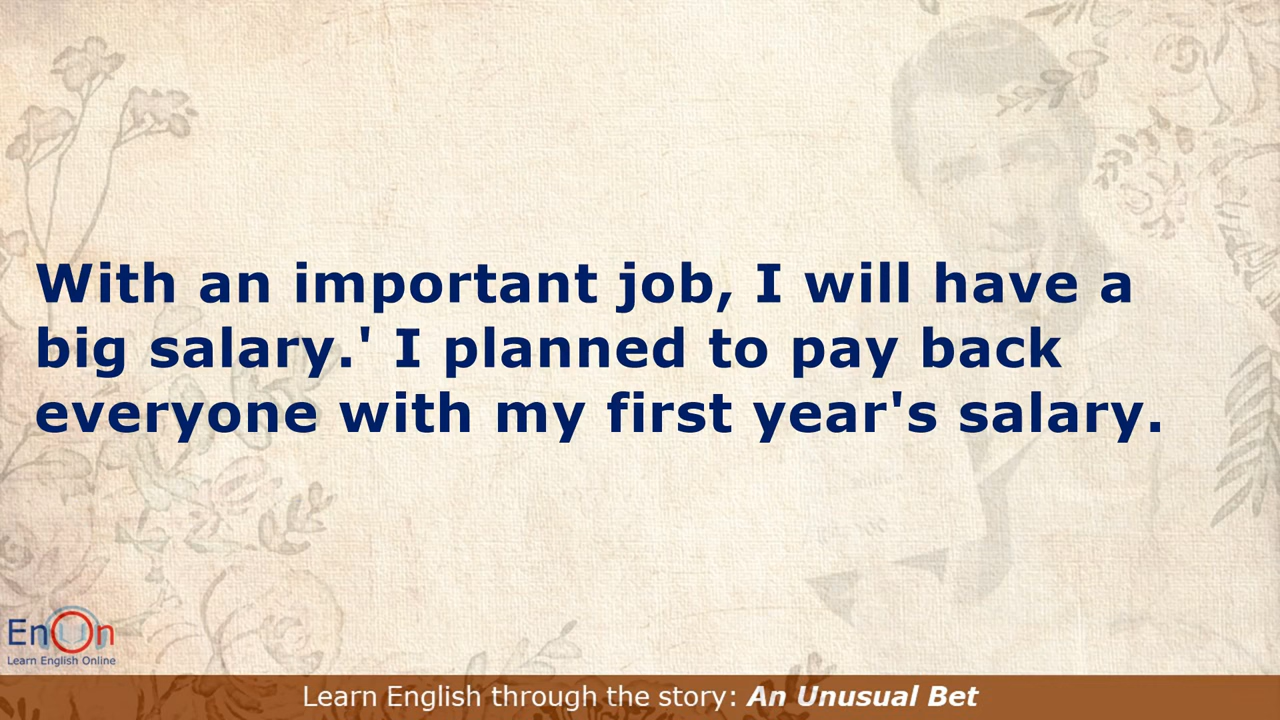 With an important job, I will have a
big salary.' I planned to pay back
everyone with my first year's salary.
EnOn
Learn English Online
Learn English through the story: An Unusual Bet